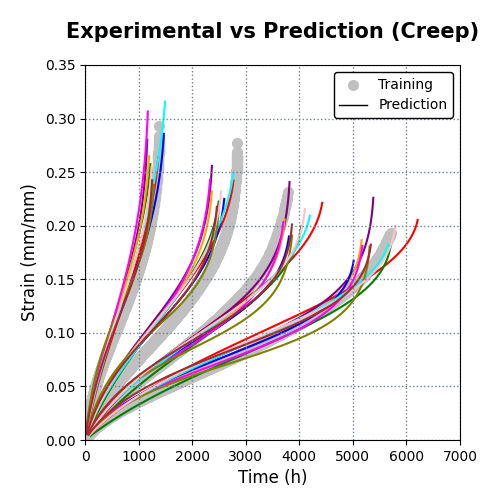 Experimental vs Prediction (Creep)
Training
Prediction
Strain (mm/mm)
0.35
0.30
0.25
0.20
0.15
0.10
0.05
0.00
0 1000 2000 3000 4000 5000 6000 7000
Time (h)